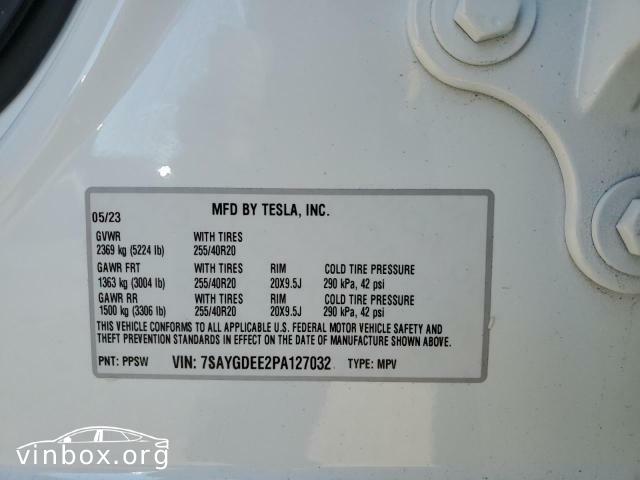 05/23 MFD BY TESLA, INC.
GVWR WITH TIRES
2369 kg (5224 lb) 255/40R20
GAWR FRT WITH TIRES RIM COLD TIRE PRESSURE
1363 kg (3004 lb) 255/40R20 20X9.5J 290 kPa, 42 psi
GAWR RR WITH TIRES RIM COLD TIRE PRESSURE
1500 kg (3306 lb) 255/40R20 20X9.5J 290 kPa, 42 psi
THIS VEHICLE CONFORMS TO ALL APPLICABLE U.S. FEDERAL MOTOR VEHICLE SAFETY AND
THEFT PREVENTION STANDARDS IN EFFECT ON THE DATE OF MANUFACTURE SHOWN ABOVE.
PNT: PPSW VIN: 7SAYGDEE2PA127032 TYPE: MPV
vinbox.org